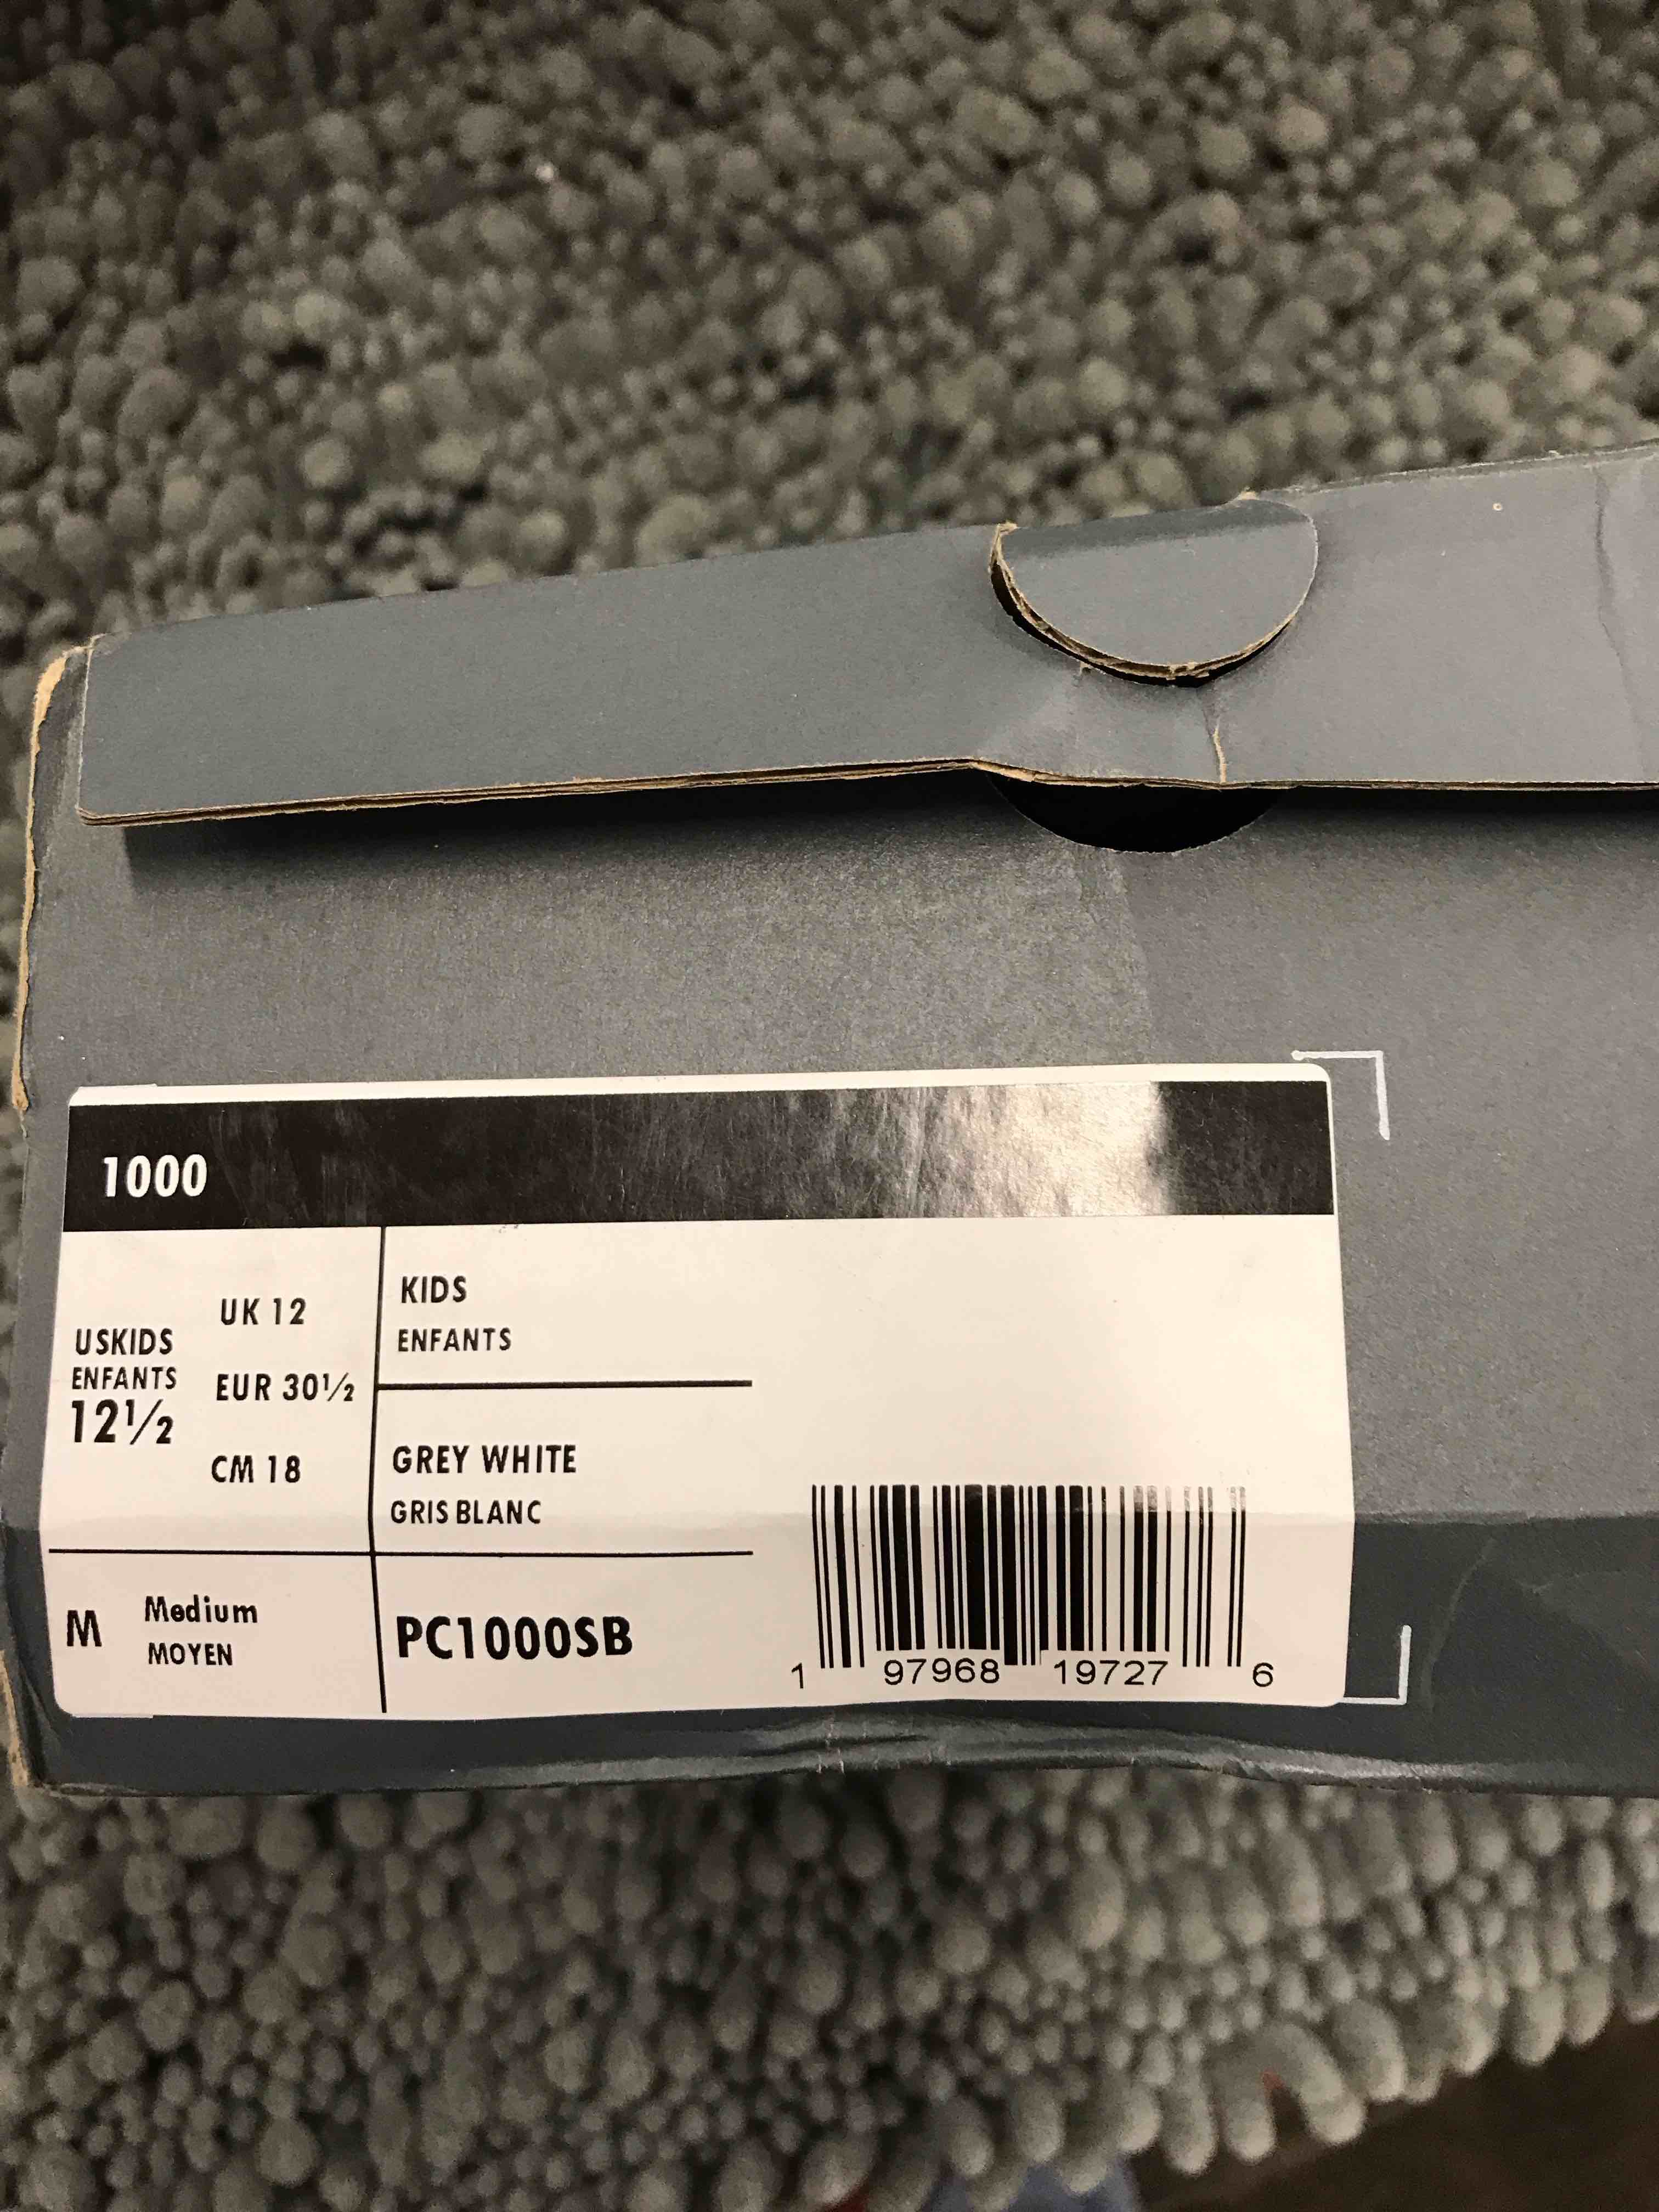 1000
USKIDS
ENFANTS
12½
UK 12
EUR 30½
CM 18
KIDS
ENFANTS
GREY WHITE
GRIS BLANC
M
Medium
MOYEN
PC1000SB
1 97968 19727 6